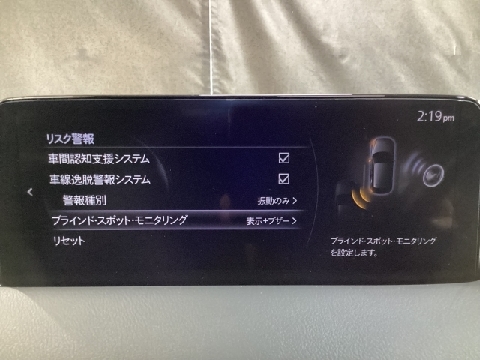 2:19pm
リスク警報
車間認知支援システム
車線逸脱警報システム
警報種別 振動のみ
ブラインド・スポット・モニタリング 表示+ブザー
リセット
ブラインド・スポット・モニタリング
を設定します。